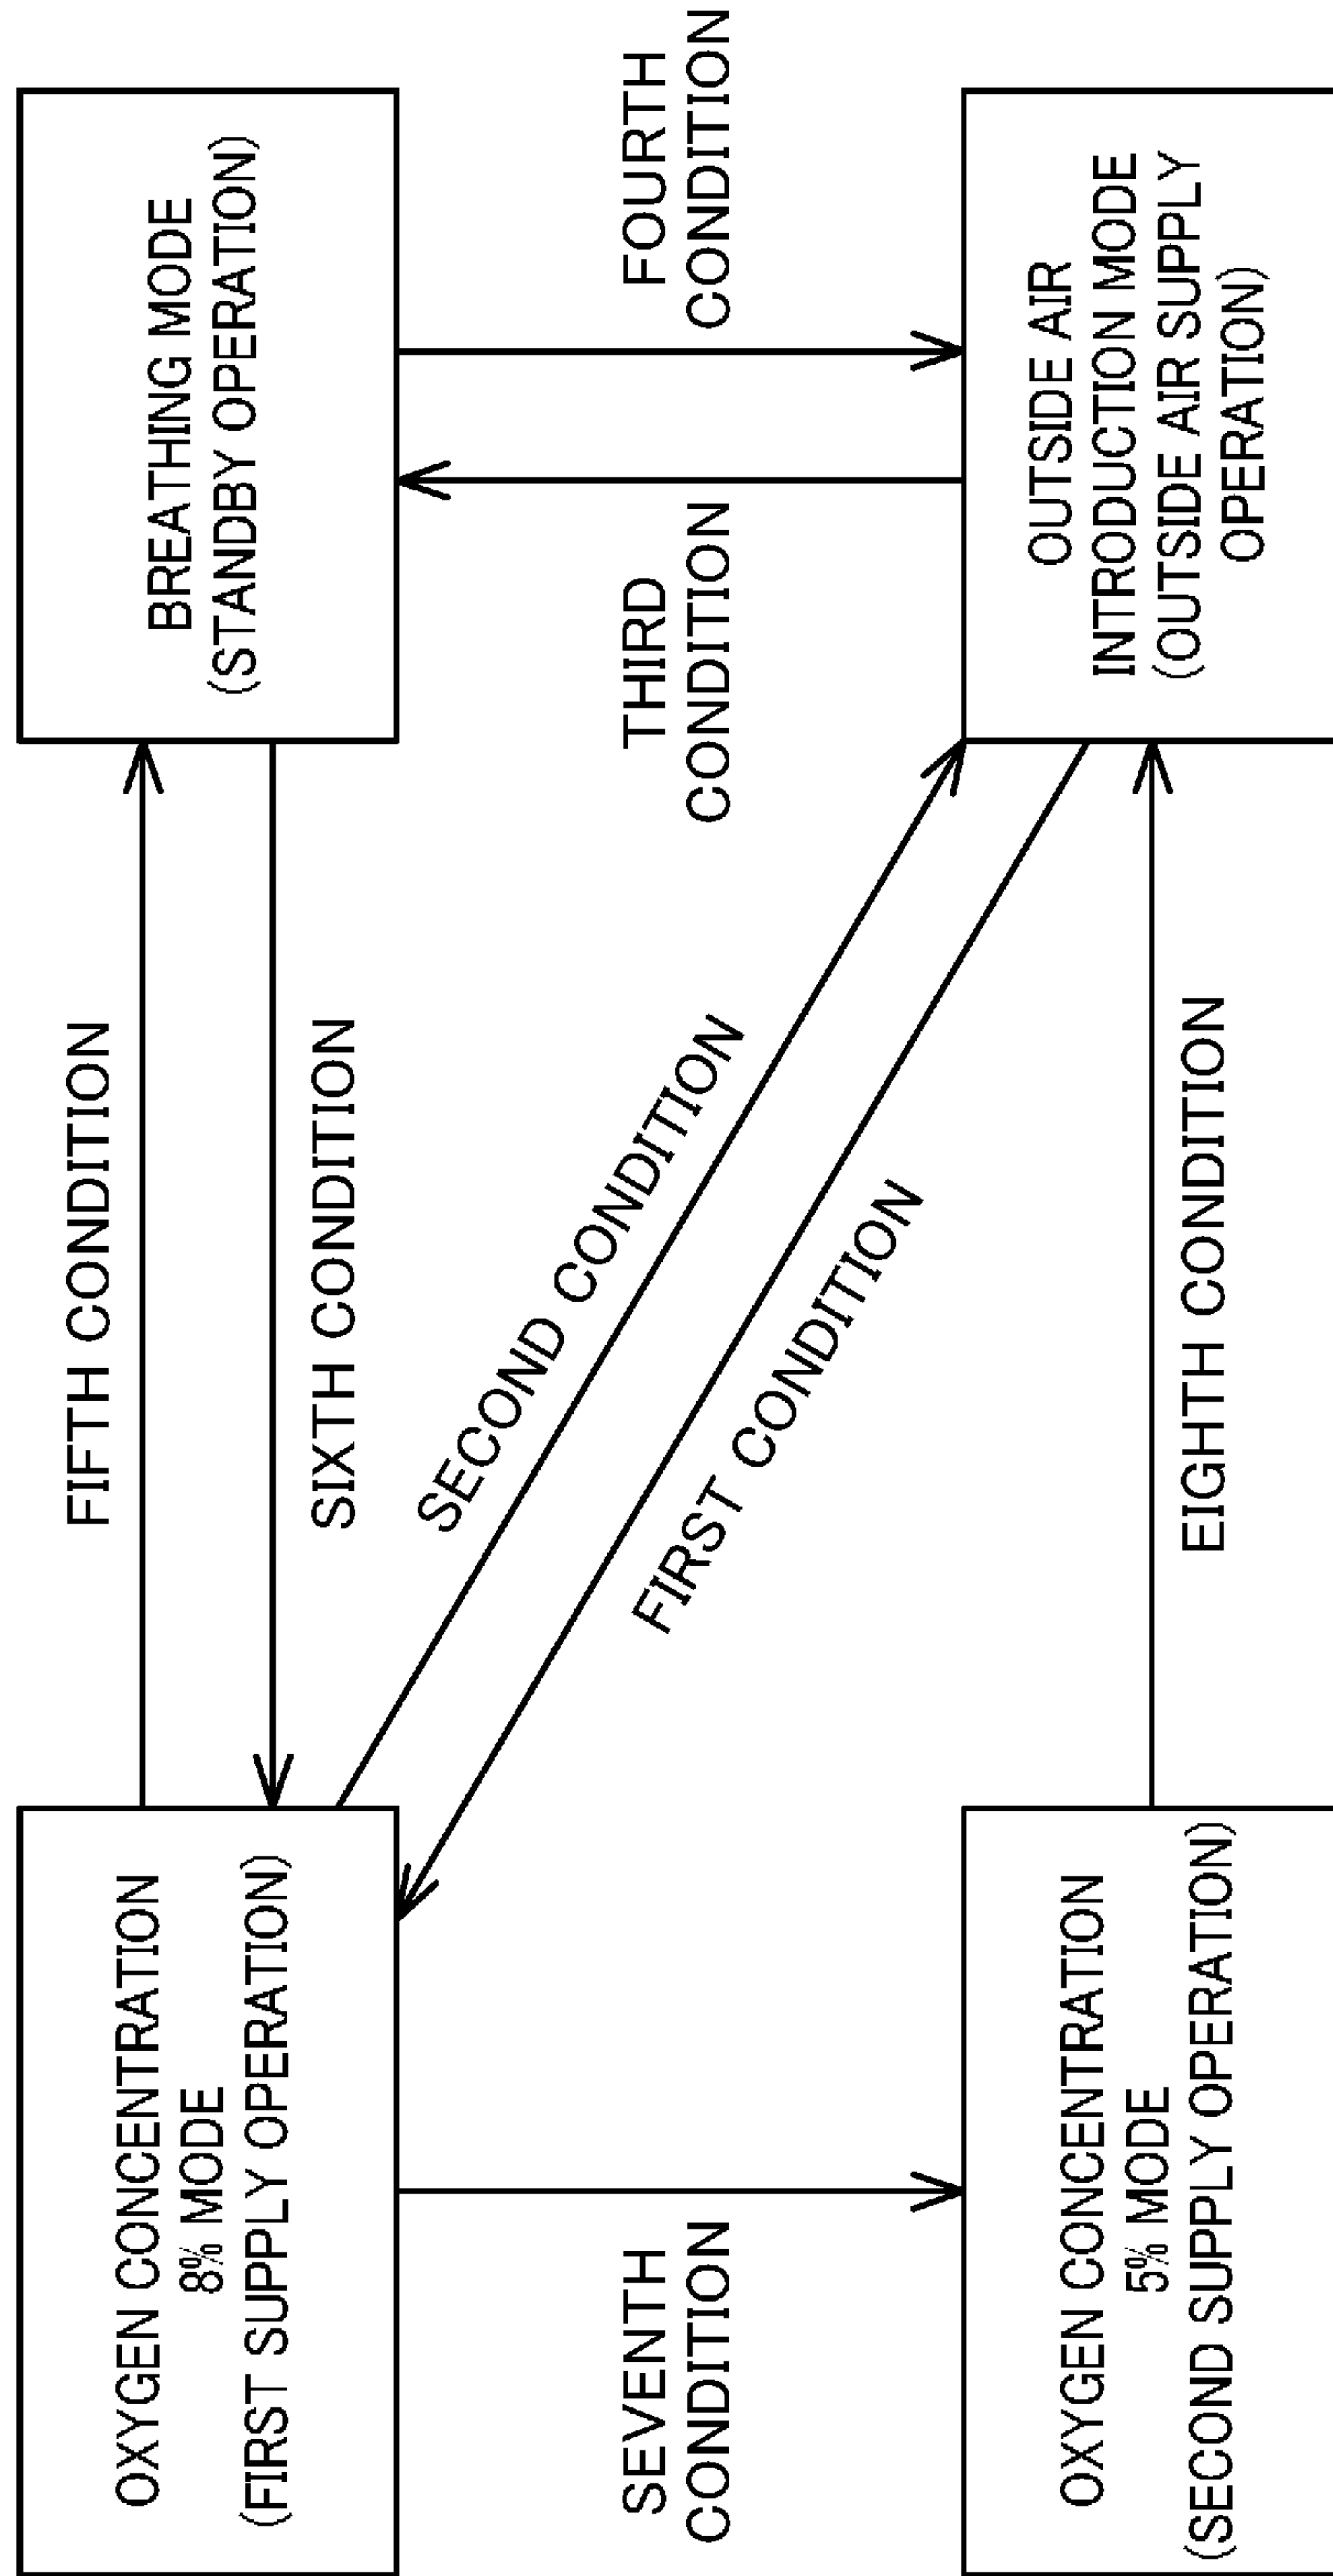 OXYGEN CONCENTRATION
8% MODE
(FIRST SUPPLY OPERATION)
FIFTH CONDITION
SIXTH CONDITION
BREATHING MODE
(STANDBY OPERATION)
SECOND CONDITION
FIRST CONDITION
SEVENTH
CONDITION
THIRD
CONDITION
FOURTH
CONDITION
OXYGEN CONCENTRATION
5% MODE
(SECOND SUPPLY OPERATION)
EIGHTH CONDITION
OUTSIDE AIR
INTRODUCTION MODE
(OUTSIDE AIR SUPPLY
OPERATION)